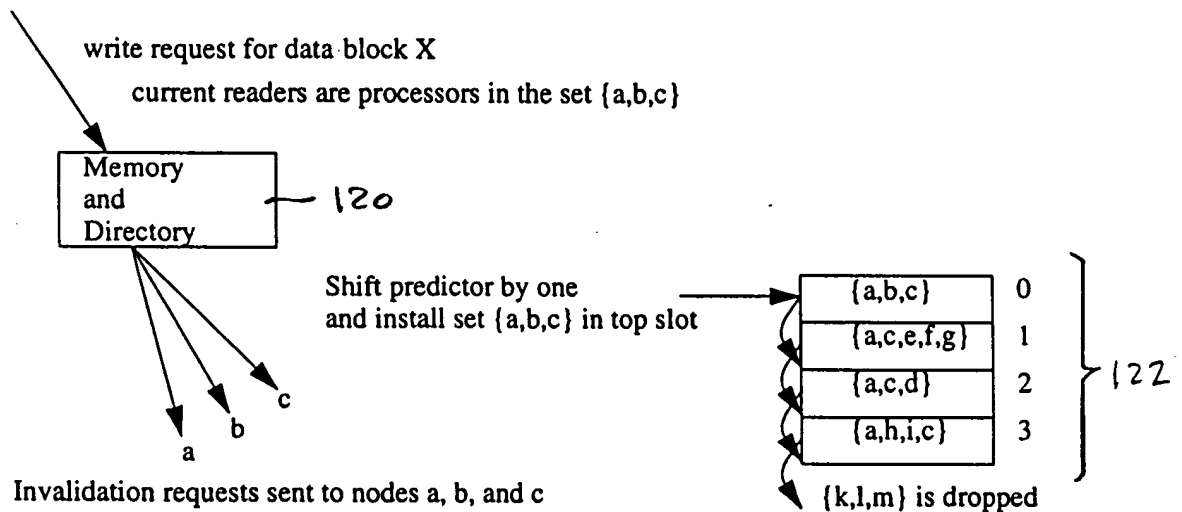 write request for data block X
current readers are processors in the set {a,b,c}
Memory
and
Directory
120
Shift predictor by one
and install set {a,b,c} in top slot
{a,b,c} 0
{a,c,e,f,g} 1
{a,c,d} 2
{a,h,i,c} 3
122
c
b
a
Invalidation requests sent to nodes a, b, and c
{k,l,m} is dropped